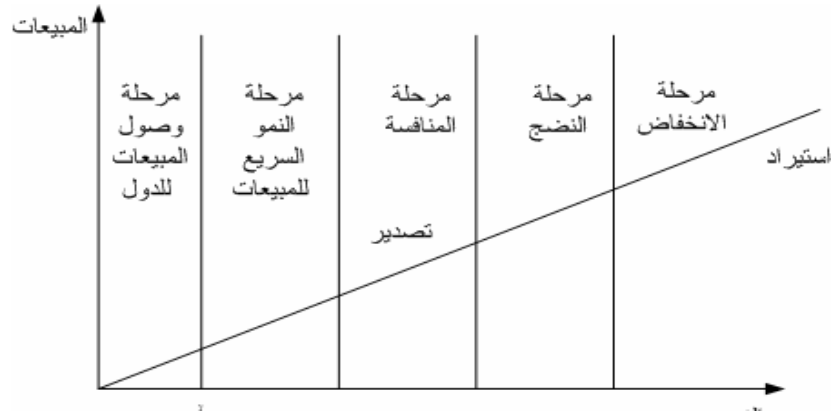 المبيعات
مرحلة
وصول
المبيعات
للدول
مرحلة
النمو
السريع
للمبيعات
مرحلة
المنافسة
مرحلة
النضج
مرحلة
الانخفاض
استيراد
تصدير